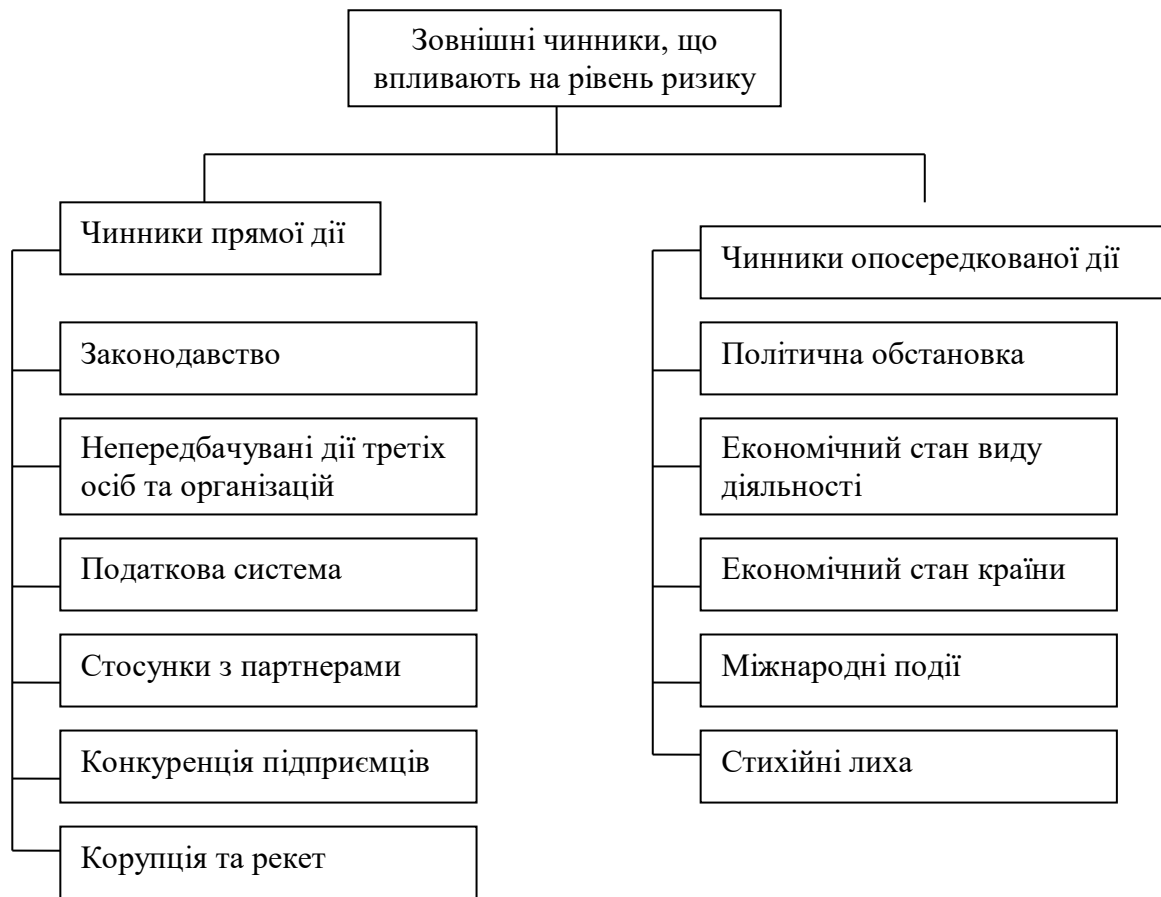 Зовнішні чинники, що
впливають на рівень ризику
Чинники прямої дії
Законодавство
Непередбачувані дії третіх
осіб та організацій
Податкова система
Стосунки з партнерами
Конкуренція підприємців
Корупція та рекет
Чинники опосередкованої дії
Політична обстановка
Економічний стан виду
діяльності
Економічний стан країни
Міжнародні події
Стихійні лиха